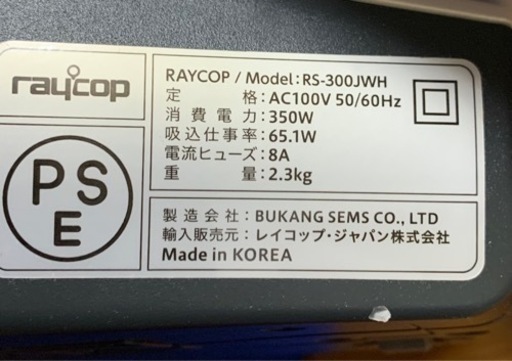 raycop
RAYCOP / Model:RS-300JWH
定 格:AC100V 50/60Hz
消費電力:350W
吸込仕事率:65.1W
電流ヒューズ:8A
重 量:2.3kg
PS
E
製造会社:BUKANG SEMS CO., LTD
輸入販売元:レイコップ・ジャパン株式会社
Made in KOREA